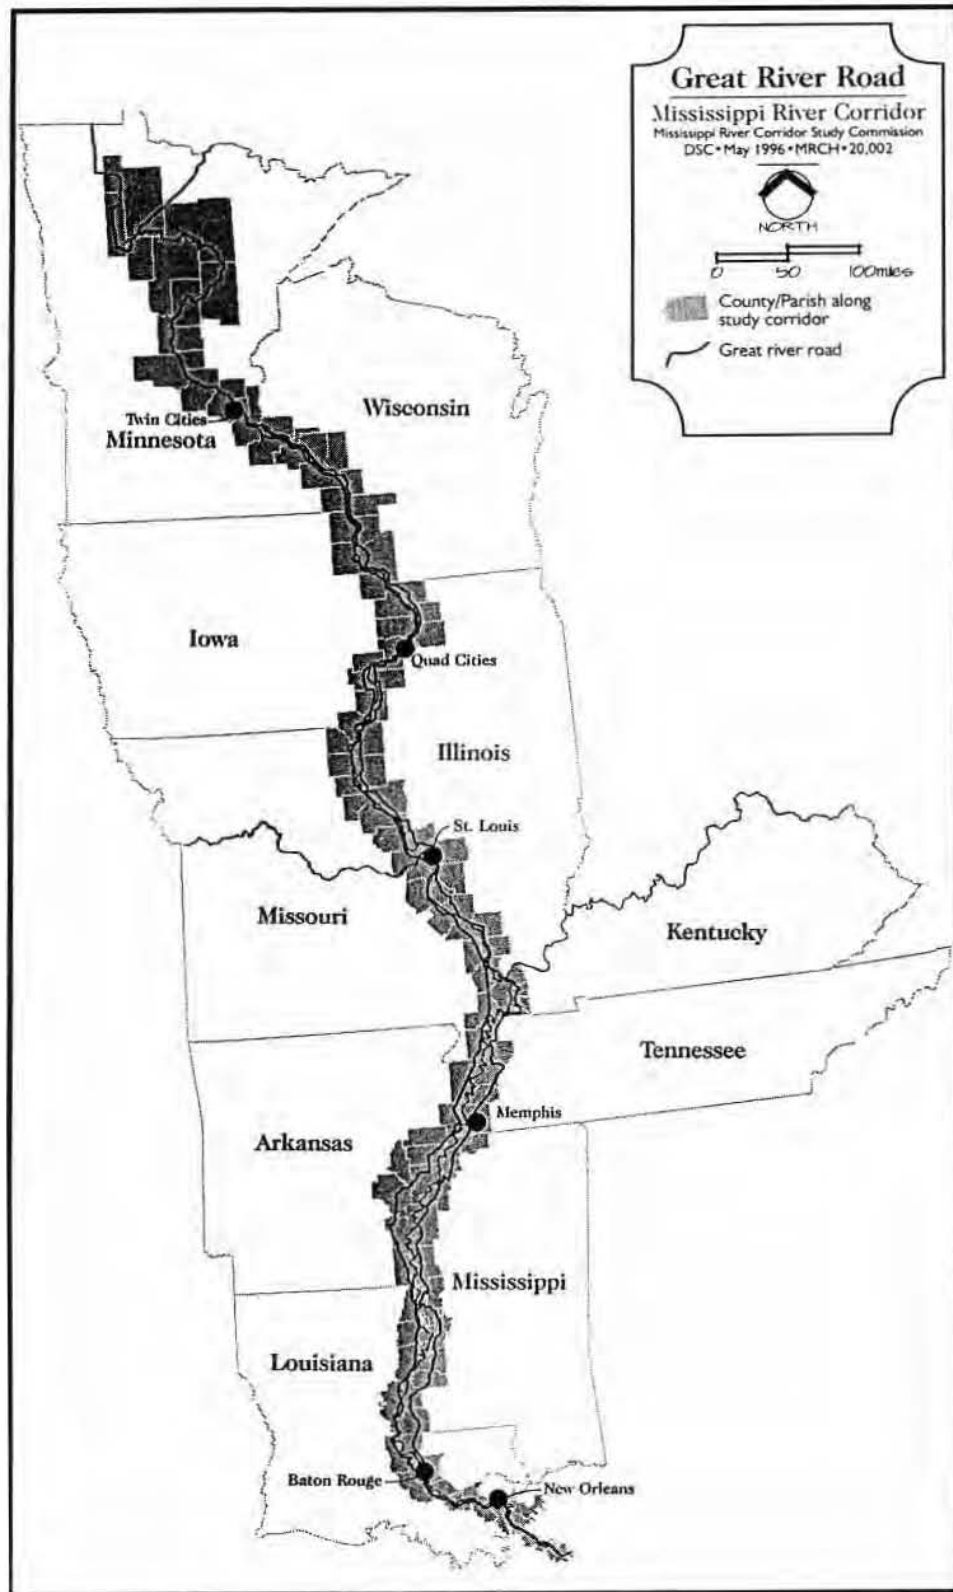 Great River Road
Mississippi River Corridor
Mississippi River Corridor Study Commission
DSC • May 1996 • MRCH • 20,002
NORTH
0 50 100miles
County/Parish along
study corridor
Great river road
Wisconsin
Twin Cities
Minnesota
Iowa
Quad Cities
Illinois
St. Louis
Missouri
Kentucky
Tennessee
Memphis
Arkansas
Mississippi
Louisiana
Baton Rouge
New Orleans